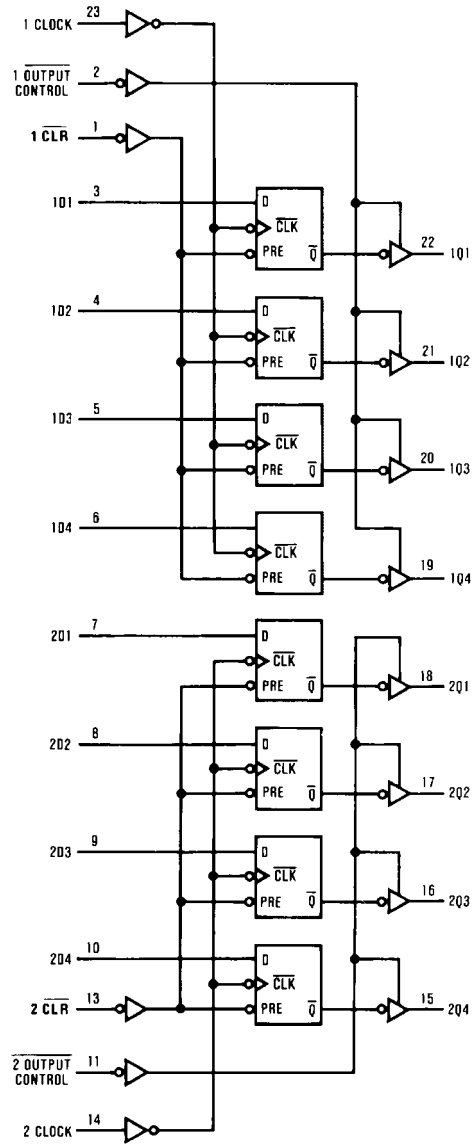 23
1 CLOCK
2
1 OUTPUT
CONTROL
1
1 CLR
3
1D1
D
CLK
PRE
Q
22
1Q1
4
1D2
D
CLK
PRE
Q
21
1Q2
5
1D3
D
CLK
PRE
Q
20
1Q3
6
1D4
D
CLK
PRE
Q
19
1Q4
7
2D1
D
CLK
PRE
Q
18
2Q1
8
2D2
D
CLK
PRE
Q
17
2Q2
9
2D3
D
CLK
PRE
Q
16
2Q3
10
2D4
D
CLK
PRE
Q
15
2Q4
13
2 CLR
11
2 OUTPUT
CONTROL
14
2 CLOCK